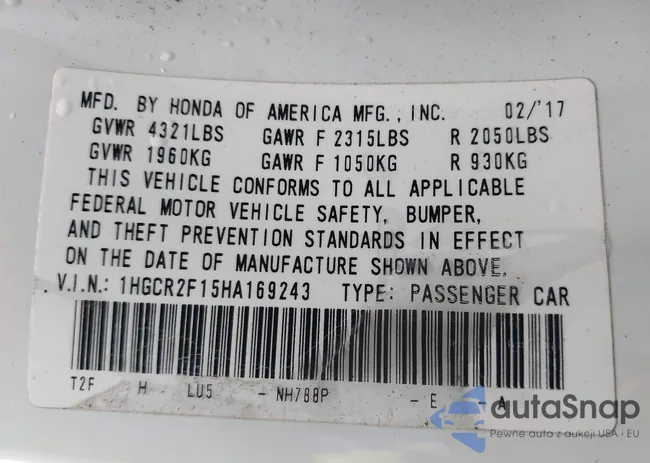 MFD. BY HONDA OF AMERICA MFG., INC. 02/'17
GVWR 4321LBS GAWR F 2315LBS R 2050LBS
GVWR 1960KG GAWR F 1050KG R 930KG
THIS VEHICLE CONFORMS TO ALL APPLICABLE
FEDERAL MOTOR VEHICLE SAFETY, BUMPER,
AND THEFT PREVENTION STANDARDS IN EFFECT
ON THE DATE OF MANUFACTURE SHOWN ABOVE.
V.I.N.: 1HGCR2F15HA169243 TYPE: PASSENGER CAR
T2F H LU5 - NH788P - E - A
autaSnap
Pewne auta z aukcji USA i EU